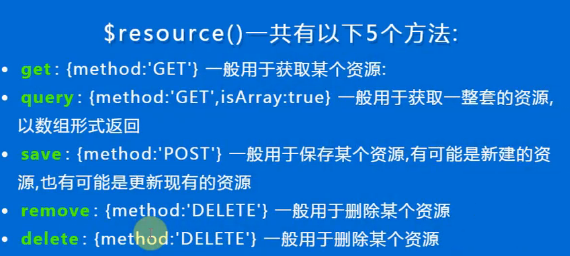 $resource()一共有以下5个方法:
• get: {method:'GET'} 一般用于获取某个资源:
• query: {method:'GET',isArray:true} 一般用于获取一整套的资源,
以数组形式返回
• save: {method:'POST'} 一般用于保存某个资源,有可能是新建的资
源,也有可能是更新现有的资源
• remove: {method:'DELETE'} 一般用于删除某个资源
• delete: {method:'DELETE'} 一般用于删除某个资源